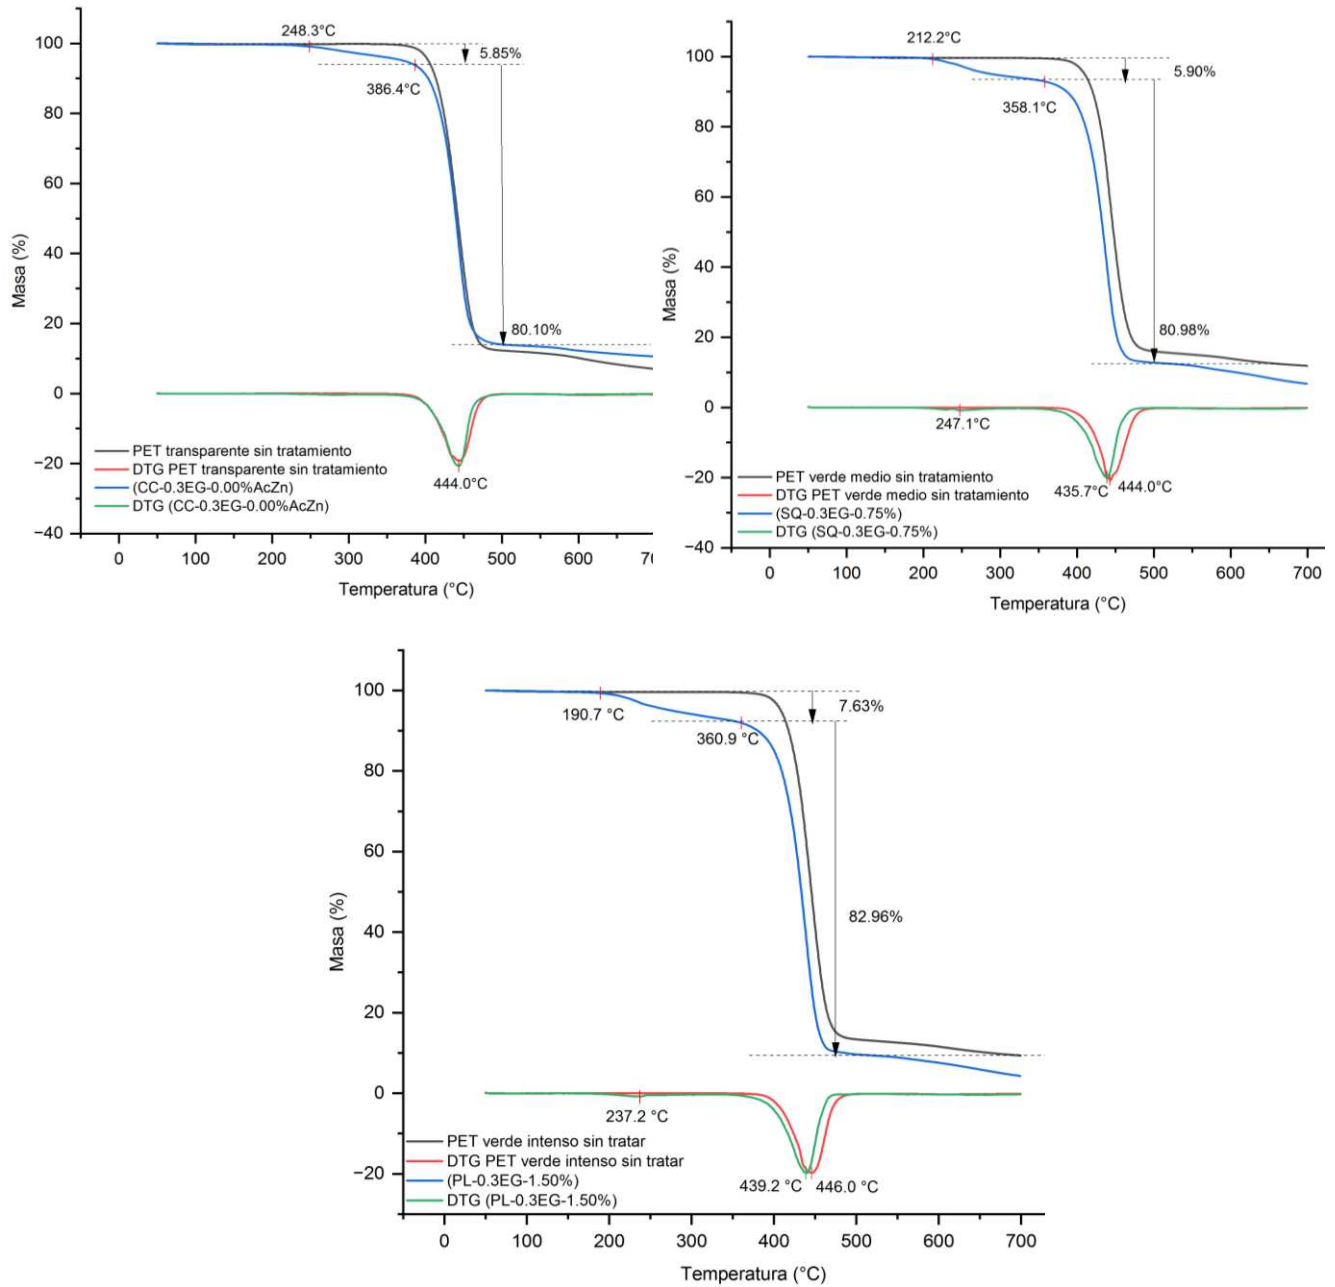 248.3°C
100
5.85%
386.4°C
80
60
Masa (%)
40
20
80.10%
0
PET transparente sin tratamiento
DTG PET transparente sin tratamiento
−20
444.0°C
(CC-0.3EG-0.00%AcZn)
DTG (CC-0.3EG-0.00%AcZn)
−40
0 100 200 300 400 500 600 70
Temperatura (°C)
212.2°C
100
5.90%
358.1°C
80
60
Masa (%)
40
20
80.98%
0
247.1°C
PET verde medio sin tratamiento
−20
435.7°C 444.0°C
DTG PET verde medio sin tratamiento
(SQ-0.3EG-0.75%)
DTG (SQ-0.3EG-0.75%)
−40
0 100 200 300 400 500 600 700
Temperatura (°C)
100
190.7 °C
7.63%
360.9 °C
80
60
Masa (%)
82.96%
40
20
0
237.2 °C
PET verde intenso sin tratar
DTG PET verde intenso sin tratar
−20
439.2 °C 446.0 °C
(PL-0.3EG-1.50%)
DTG (PL-0.3EG-1.50%)
0 100 200 300 400 500 600 700
Temperatura (°C)